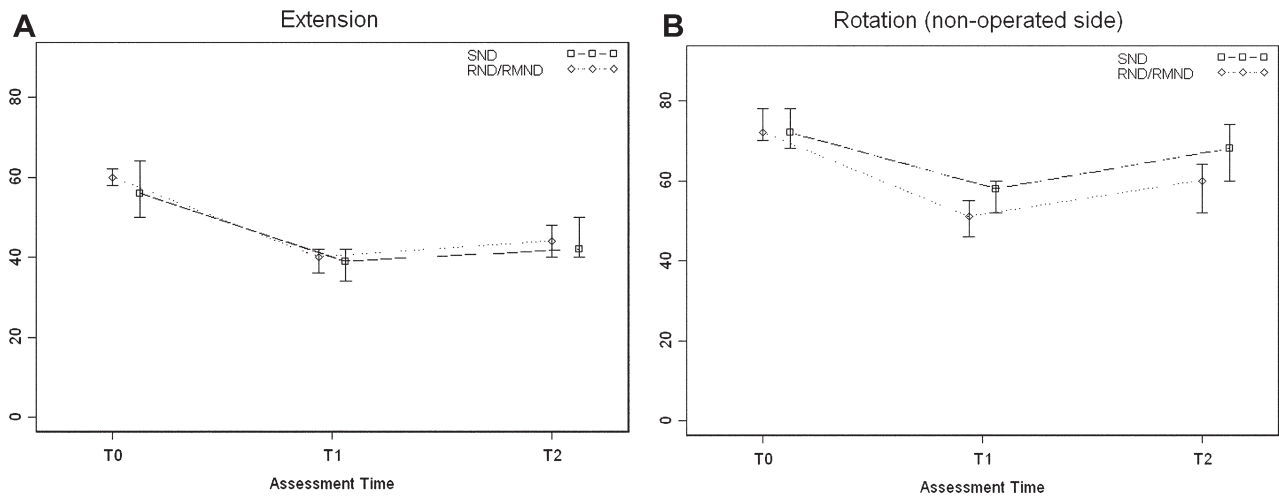 A
Extension
SND
RND/RMND
80
60
40
20
0
T0 T1 T2
Assessment Time
B
Rotation (non-operated side)
SND
RND/RMND
80
60
40
20
0
T0 T1 T2
Assessment Time